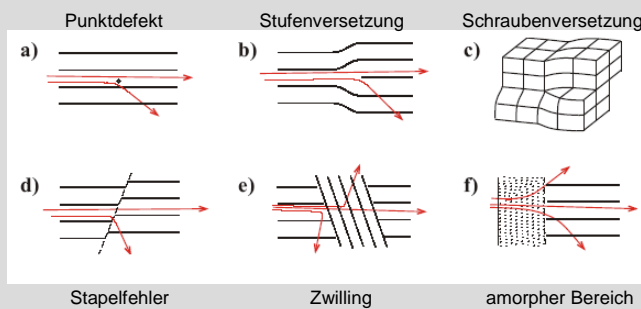 Punktdefekt Stufenversetzung Schraubenversetzung
a) b) c)
d) e) f)
Stapelfehler Zwilling amorpher Bereich